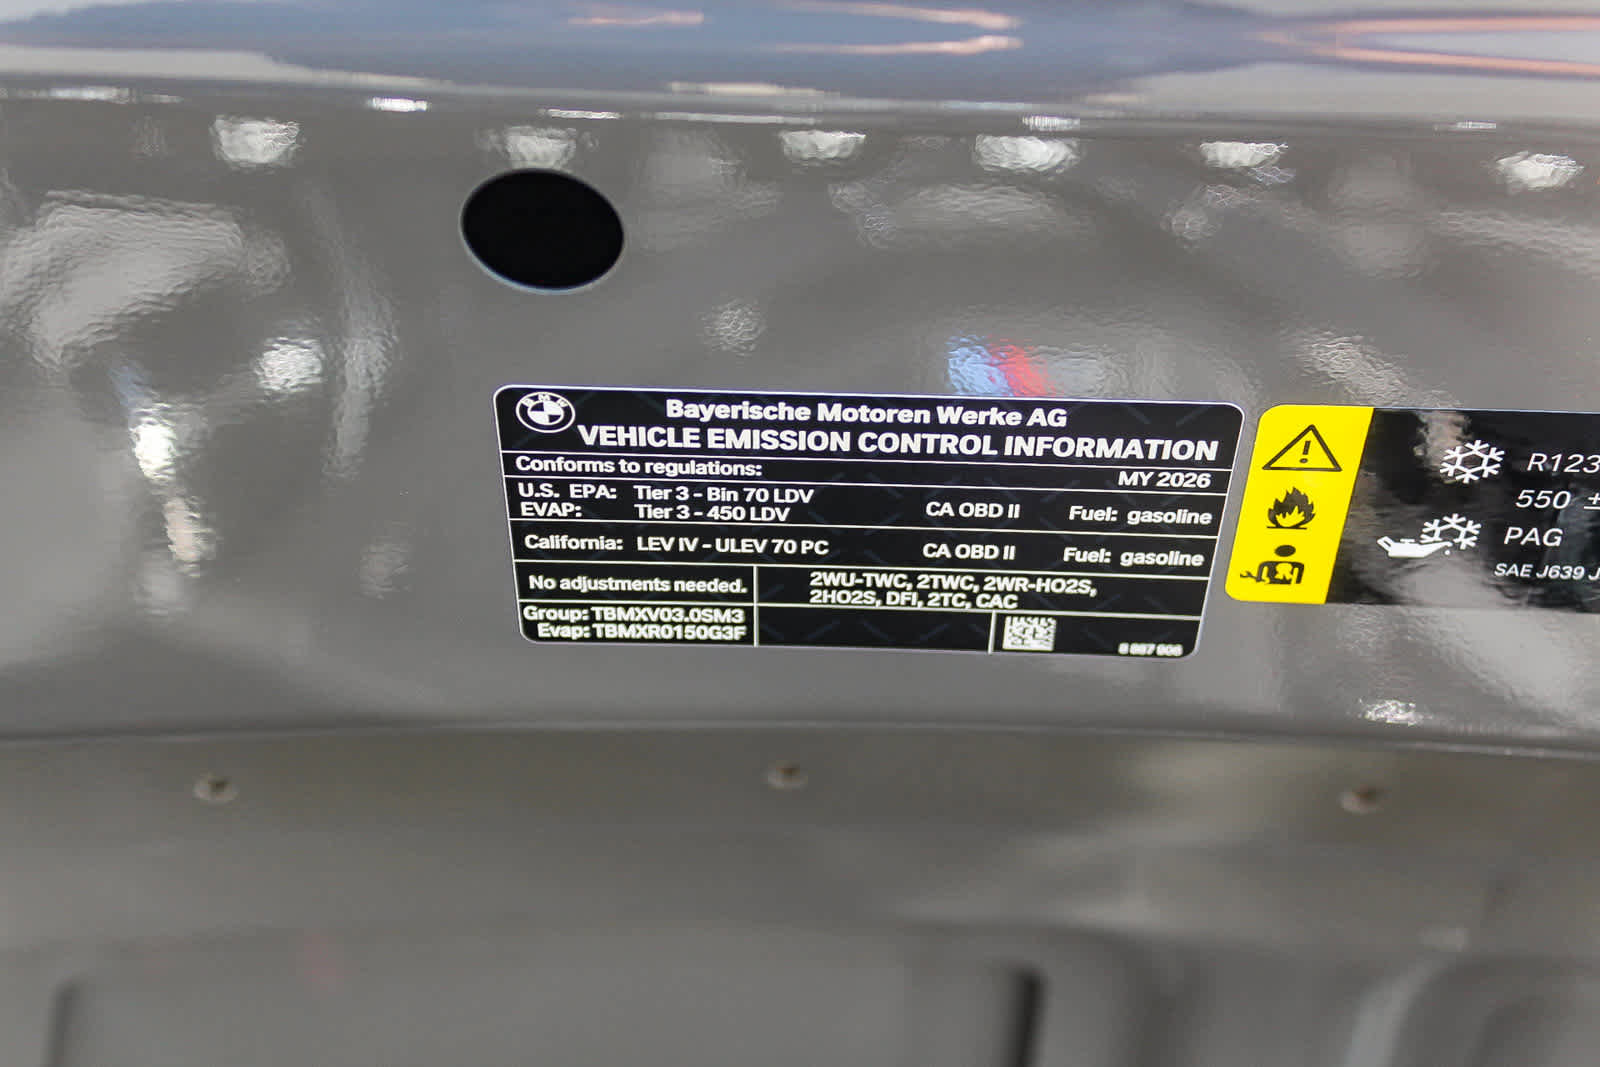 BMW
Bayerische Motoren Werke AG
VEHICLE EMISSION CONTROL INFORMATION
Conforms to regulations:
MY 2026
U.S. EPA: Tier 3 - Bin 70 LDV
EVAP: Tier 3 - 450 LDV
CA OBD II
Fuel: gasoline
California: LEV IV - ULEV 70 PC
CA OBD II
Fuel: gasoline
No adjustments needed.
2WU-TWC, 2TWC, 2WR-HO2S,
2HO2S, DFI, 2TC, CAC
Group: TBMXV03.0SM3
Evap: TBMXR0150G3F
R123
550 ±
PAG
SAE J639 J